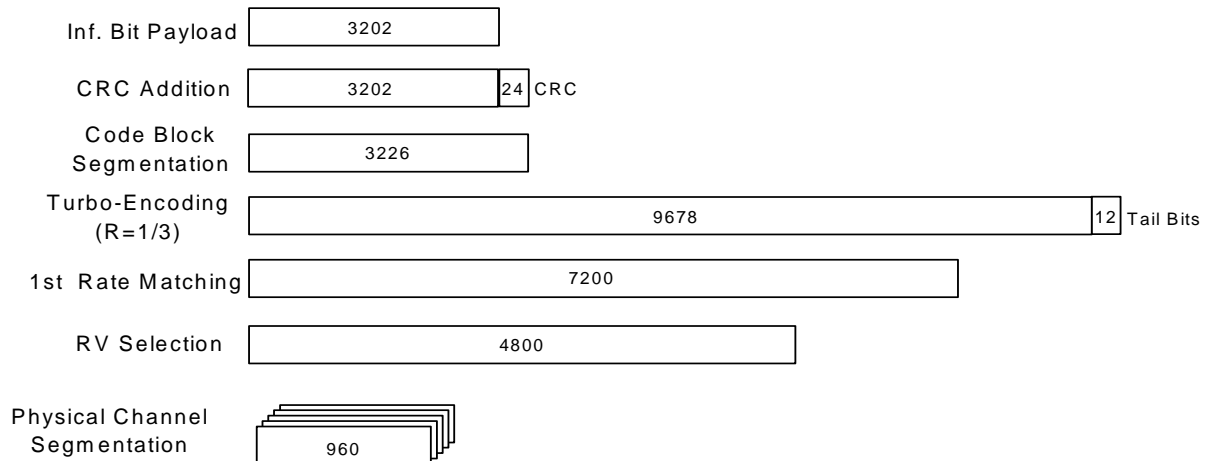 Inf. Bit Payload 3202
CRC Addition 3202 24 CRC
Code Block
Segmentation 3226
Turbo-Encoding
(R=1/3) 9678 12 Tail Bits
1st Rate Matching 7200
RV Selection 4800
Physical Channel
Segmentation 960